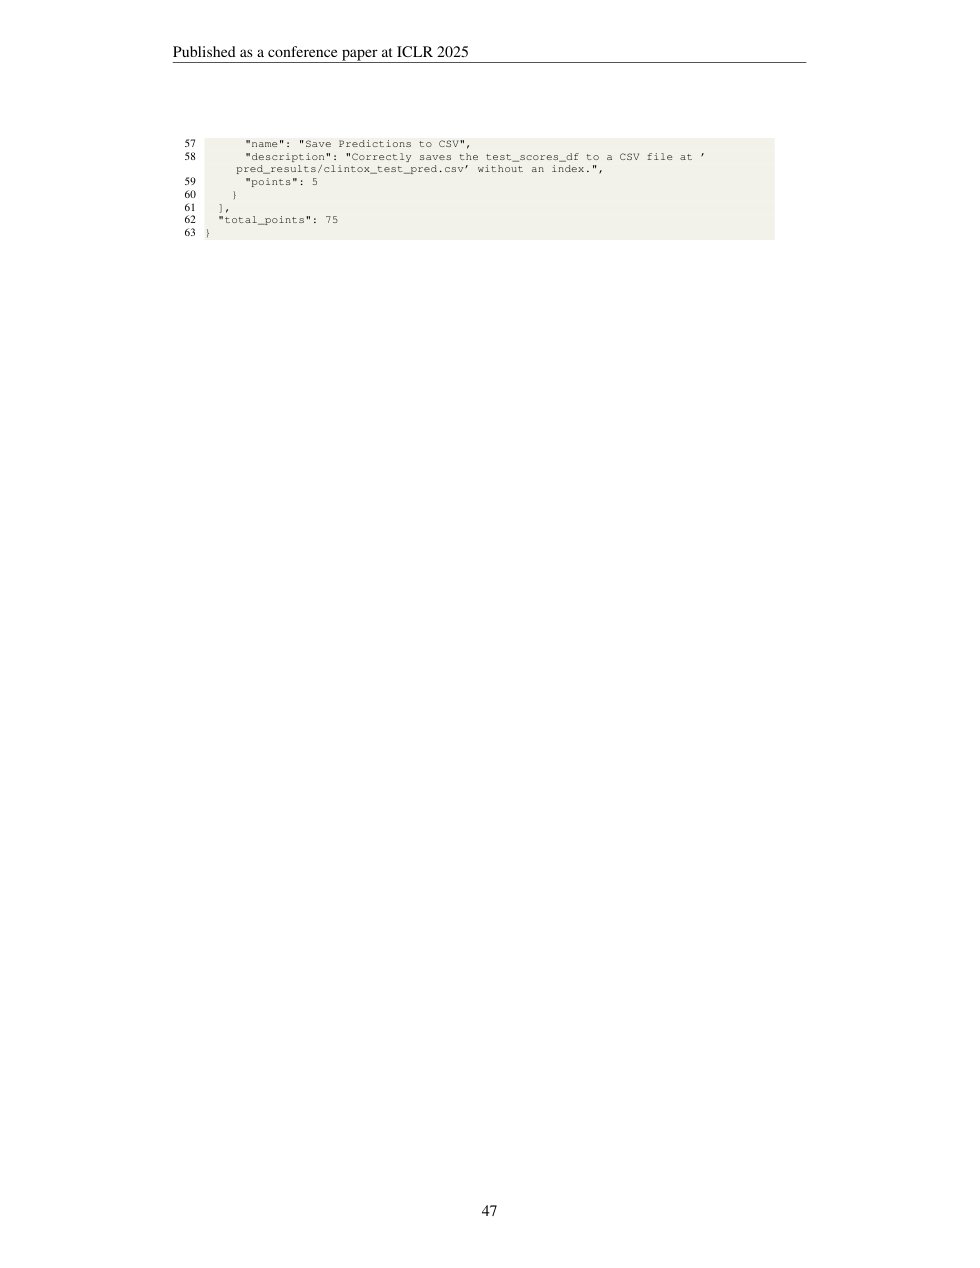 Published as a conference paper at ICLR 2025
57 "name": "Save Predictions to CSV",
58 "description": "Correctly saves the test_scores_df to a CSV file at ’
pred_results/clintox_test_pred.csv’ without an index.",
59 "points": 5
60 }
61 ],
62 "total_points": 75
63 }
47